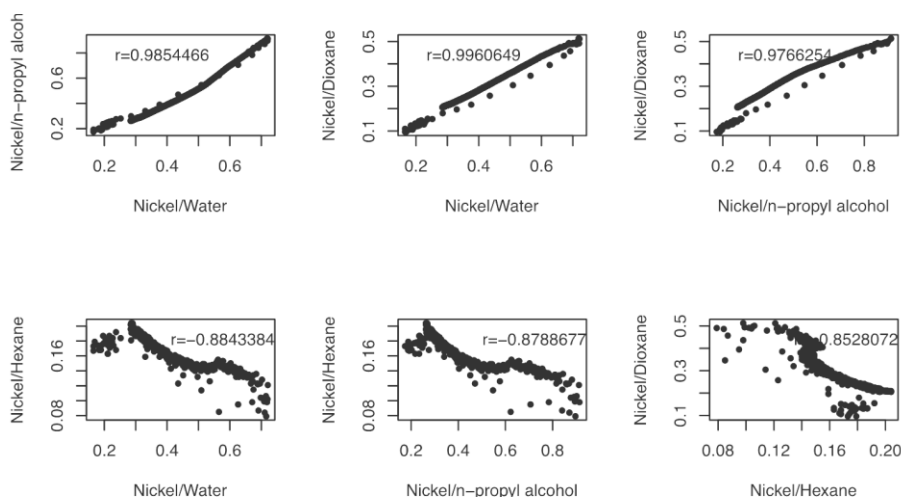 r=0.9854466
Nickel/n−propyl alcoh
0.6
0.2
0.2 0.4 0.6
Nickel/Water
r=0.9960649
Nickel/Dioxane
0.5
0.3
0.1
0.2 0.4 0.6
Nickel/Water
r=0.9766254
Nickel/Dioxane
0.5
0.3
0.1
0.2 0.4 0.6 0.8
Nickel/n−propyl alcohol
r=−0.8843384
Nickel/Hexane
0.16
0.08
0.2 0.4 0.6
Nickel/Water
r=−0.8788677
Nickel/Hexane
0.16
0.08
0.2 0.4 0.6 0.8
Nickel/n−propyl alcohol
0.8528072
Nickel/Dioxane
0.5
0.3
0.1
0.08 0.12 0.16 0.20
Nickel/Hexane